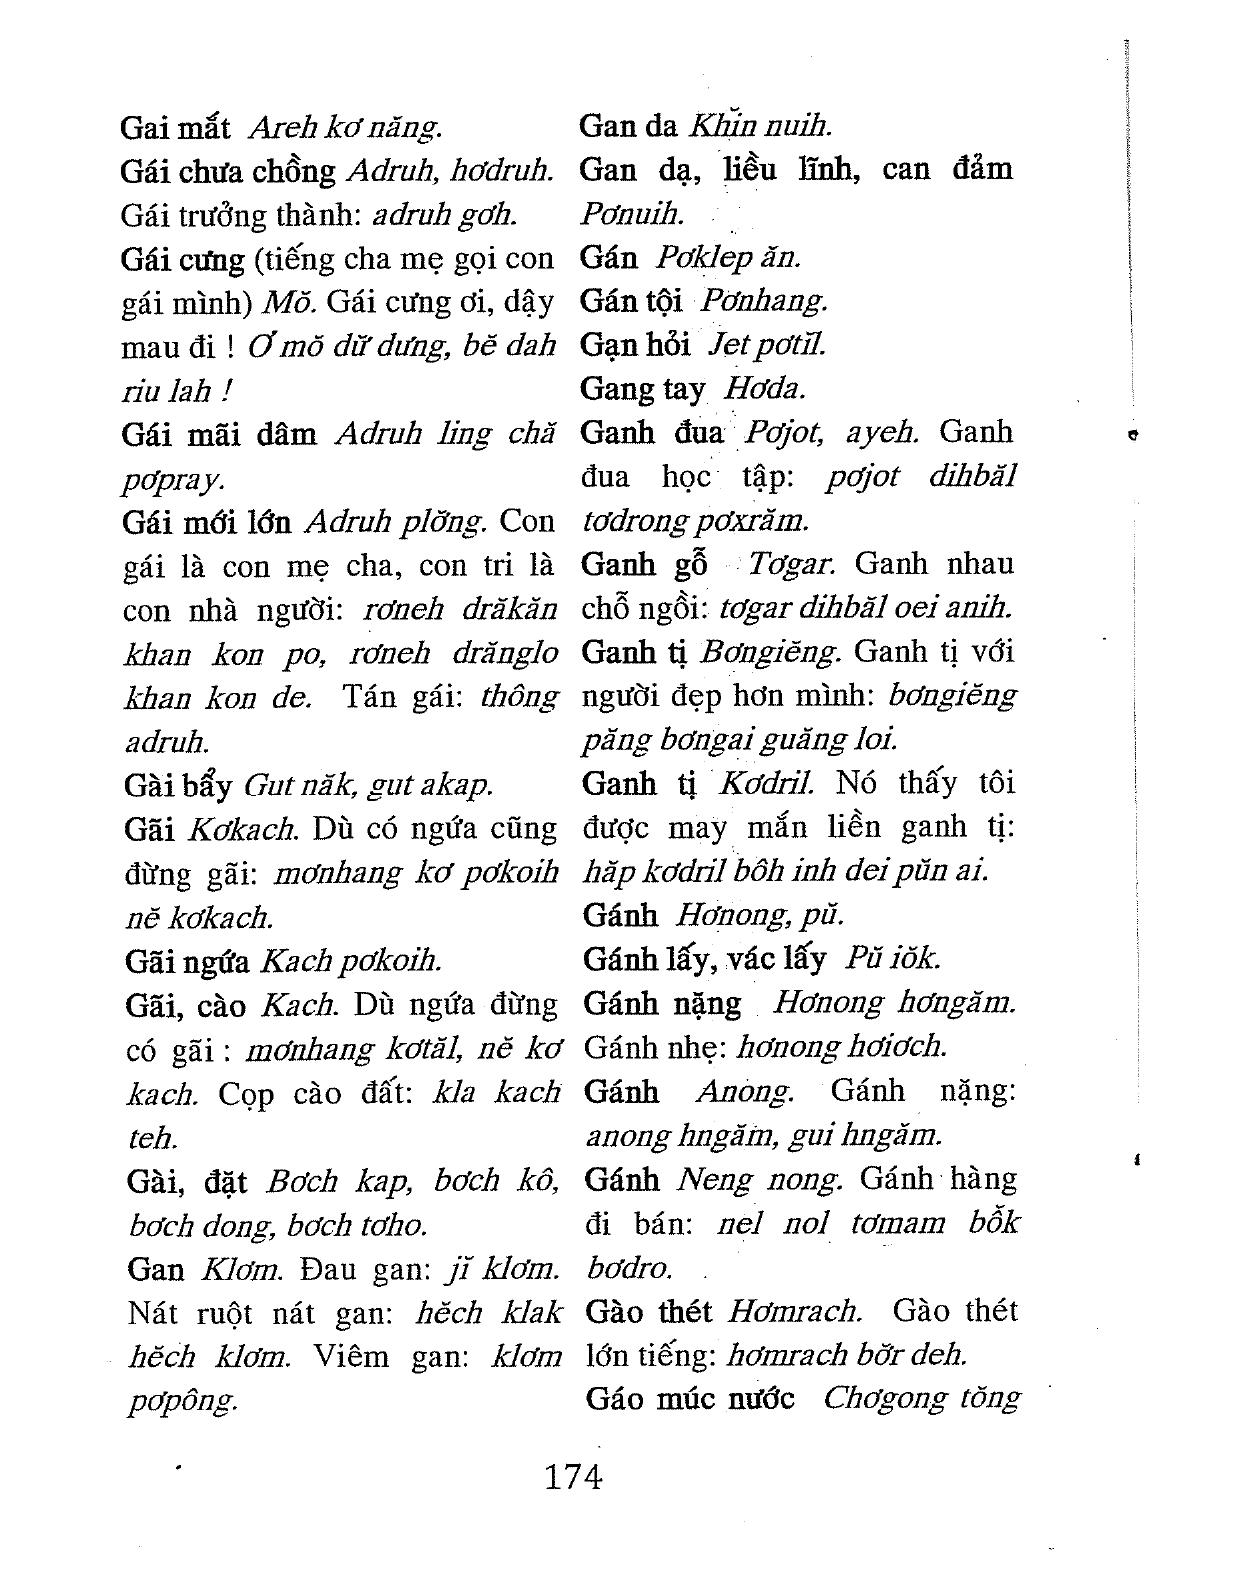 Gai mắt Areh kơ năng.
Gái chưa chồng Adruh, hơdruh.
Gái trưởng thành: adruh gơh.
Gái cưng (tiếng cha mẹ gọi con
gái mình) Mŏ. Gái cưng ơi, dậy
mau đi ! Ơ mŏ dữ dưng, bĕ dah
riu lah !
Gái mãi dâm Adruh ling chă
pơpray.
Gái mới lớn Adruh plơ̆ng. Con
gái là con mẹ cha, con tri là
con nhà người: rơneh drăkăn
khan kon po, rơneh drănglo
khan kon de. Tán gái: thông
adruh.
Gài bẩy Gut năk, gut akap.
Gãi Kơkach. Dù có ngứa cũng
đừng gãi: mơnhang kơ pơkoih
nĕ kơkach.
Gãi ngứa Kach pơkoih.
Gãi, cào Kach. Dù ngứa đừng
có gãi : mơnhang kơtăl, nĕ kơ
kach. Cọp cào đất: kla kach
teh.
Gài, đặt Bơch kap, bơch kô,
bơch dong, bơch tơho.
Gan Klơm. Đau gan: jĭ klơm.
Nát ruột nát gan: hĕch klak
hĕch klơm. Viêm gan: klơm
pơpông.
Gan da Khĭn nuih.
Gan dạ, liều lĩnh, can đảm
Pơnuih.
Gán Pơklep ăn.
Gán tội Pơnhang.
Gạn hỏi Jet pơtĭl.
Gang tay Hơda.
Ganh đua Pơjot, ayeh. Ganh
đua học tập: pơjot dihbăl
tơdrong pơxrăm.
Ganh gỗ Tơgar. Ganh nhau
chỗ ngồi: tơgar dihbăl oei anih.
Ganh tị Bơngiĕng. Ganh tị với
người đẹp hơn mình: bơngiĕng
păng bơngai guăng loi.
Ganh tị Kơdril. Nó thấy tôi
được may mắn liền ganh tị:
hăp kơdril bôh inh dei pŭn ai.
Gánh Hơnong, pŭ.
Gánh lấy, vác lấy Pŭ iŏk.
Gánh nặng Hơnong hơngăm.
Gánh nhẹ: hơnong hơiơch.
Gánh Anong. Gánh nặng:
anong hngăm, gui hngăm.
Gánh Neng nong. Gánh hàng
đi bán: nel nol tơmam bô̆k
bơdro.
Gào thét Hơmrach. Gào thét
lớn tiếng: hơmrach bơ̆r deh.
Gáo múc nước Chơgong tŏng
174